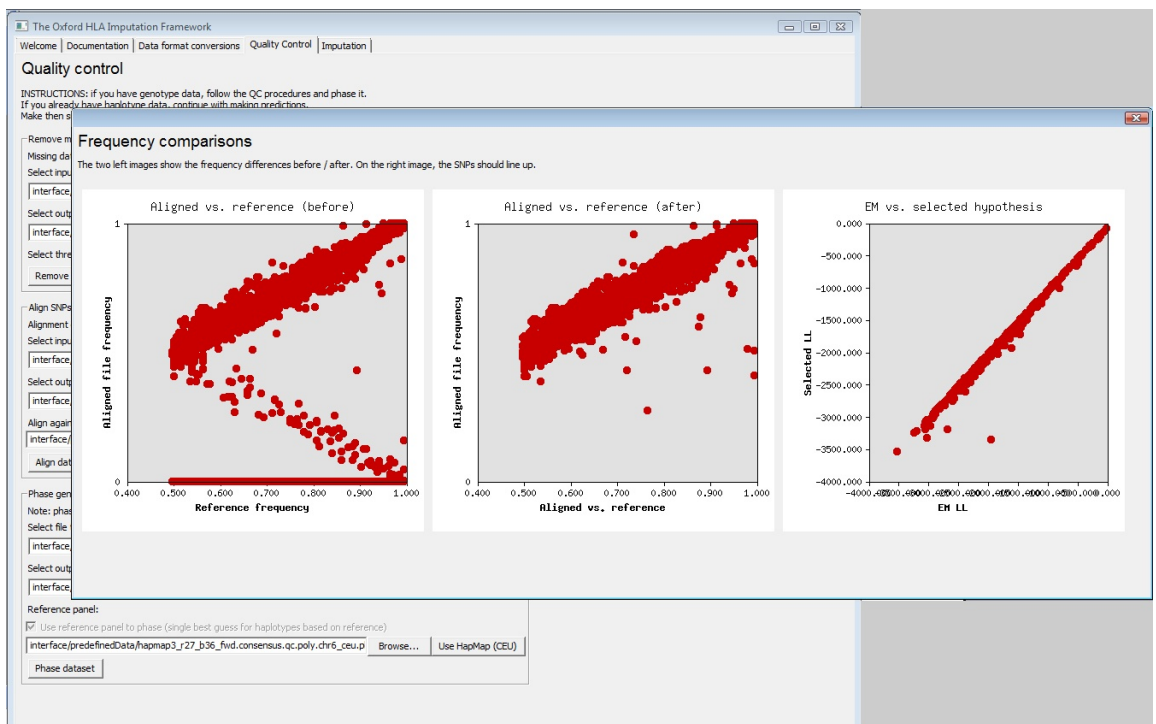 The Oxford HLA Imputation Framework
Welcome Documentation Data format conversions Quality Control Imputation
Quality control
INSTRUCTIONS: if you have genotype data, follow the QC procedures and phase it.
If you already have haplotype data, continue with making predictions.
Make then s
Frequency comparisons
The two left images show the frequency differences before / after. On the right image, the SNPs should line up.
Remove m
Missing da
Select inpu
interface,
Select outp
interface,
Select thre
Remove
Align SNPs
Alignment
Select inpu
interface,
Select outp
interface,
Align again
interface/
Align dat
Phase gen
Note: phas
Select file
interface,
Select outp
interface,
Aligned vs. reference (before)
1
0
0.400 0.500 0.600 0.700 0.800 0.900 1.000
Aligned file frequency
Reference frequency
Aligned vs. reference (after)
1
0
0.400 0.500 0.600 0.700 0.800 0.900 1.000
Aligned file frequency
Aligned vs. reference
EM vs. selected hypothesis
0.000
-500.000
-1000.000
-1500.000
-2000.000
-2500.000
-3000.000
-3500.000
-4000.000
Selected LL
EM LL
Reference panel:
Use reference panel to phase (single best guess for haplotypes based on reference)
interface/predefinedData/hapmap3_r27_b36_fwd.consensus.qc.poly.chr6_ceu.p Browse... Use HapMap (CEU)
Phase dataset